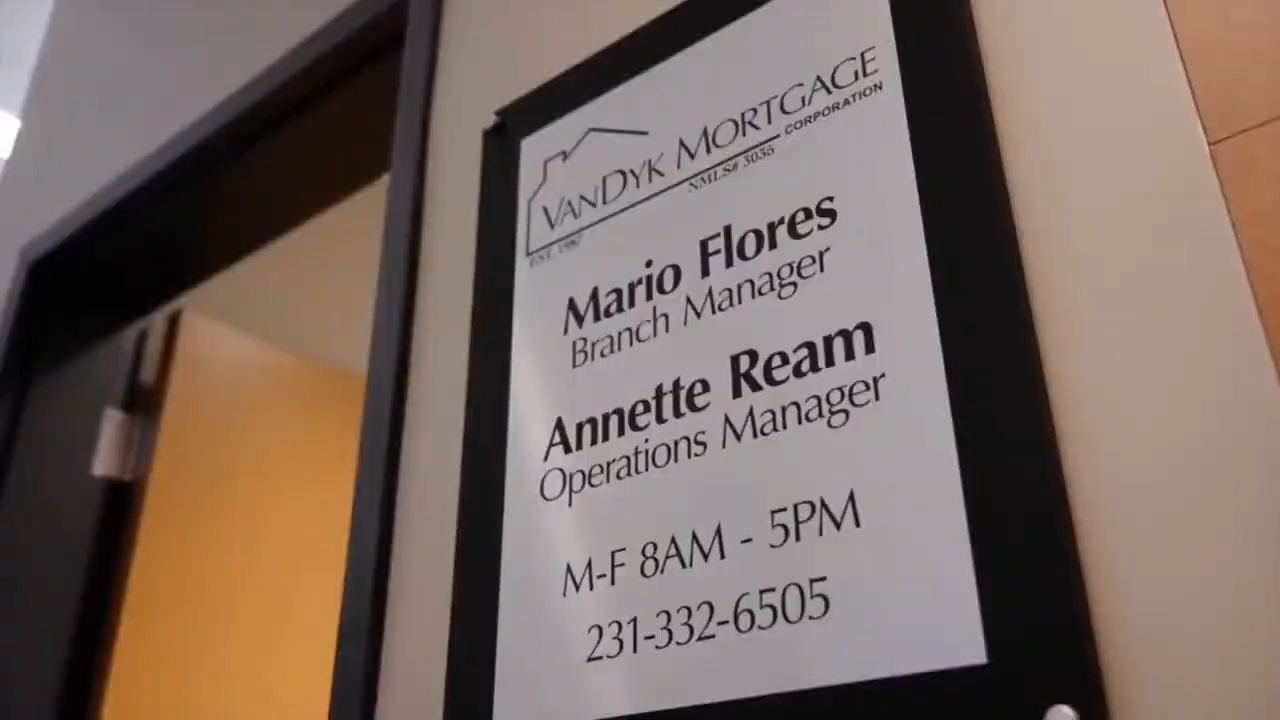 VANDYK MORTGAGE
CORPORATION
NMLS# 3035
EST. 1987
Mario Flores
Branch Manager
Annette Ream
Operations Manager
M-F 8AM - 5PM
231-332-6505